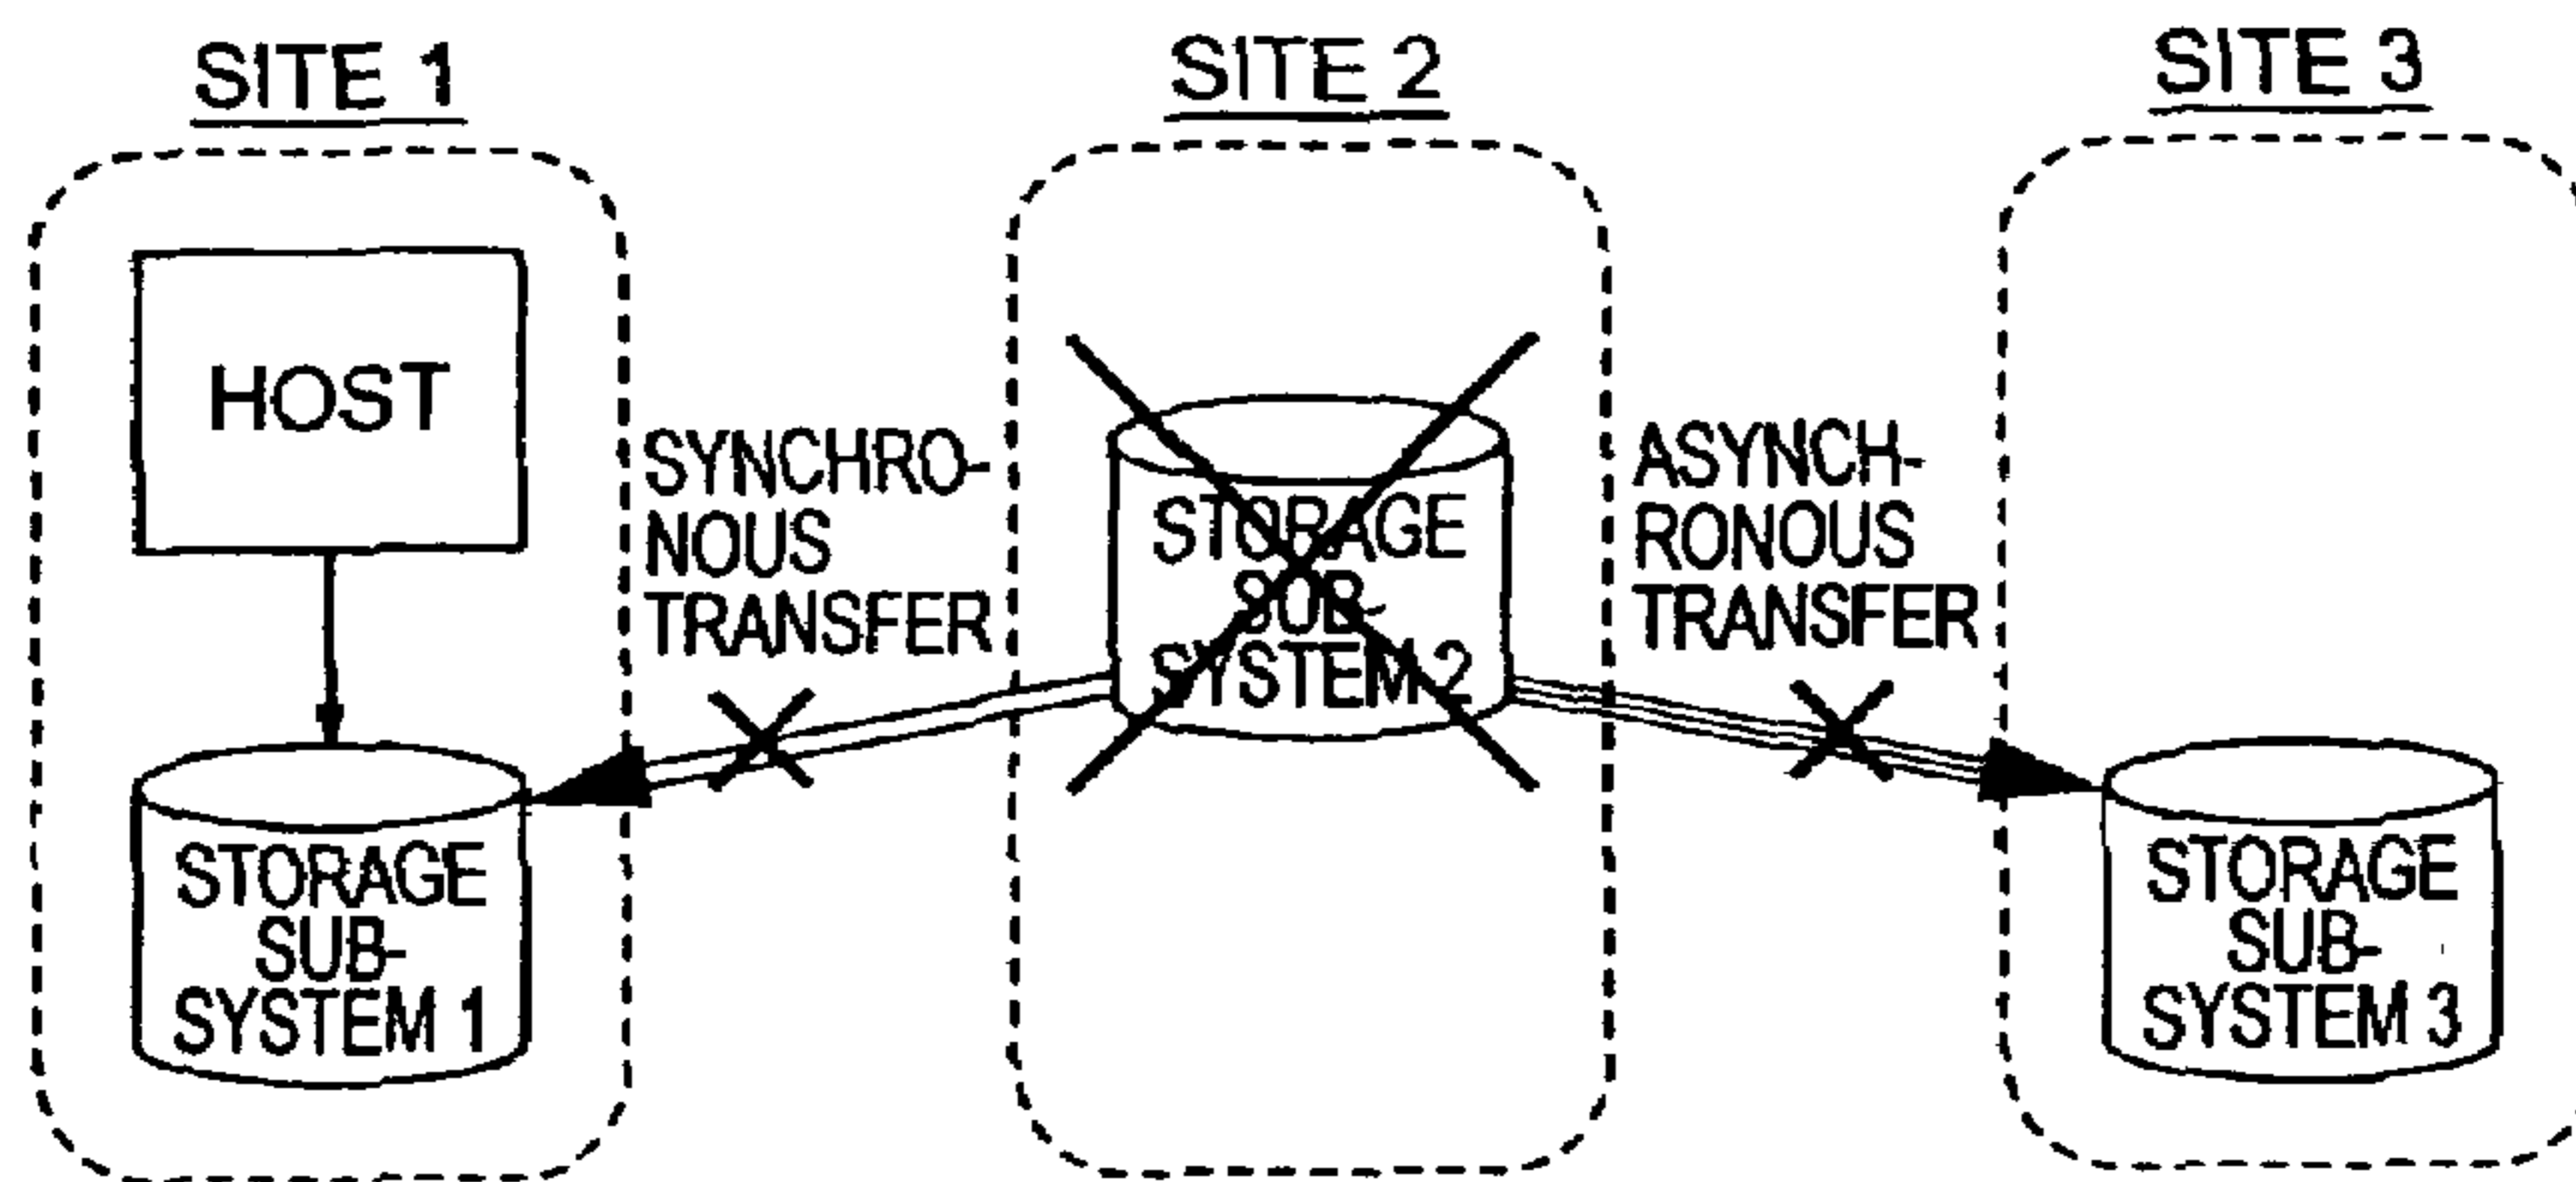 SITE 1
SITE 2
SITE 3
HOST
SYNCHRO-
NOUS
TRANSFER
STORAGE
SUB-
SYSTEM 2
ASYNCH-
RONOUS
TRANSFER
STORAGE
SUB-
SYSTEM 1
STORAGE
SUB-
SYSTEM 3